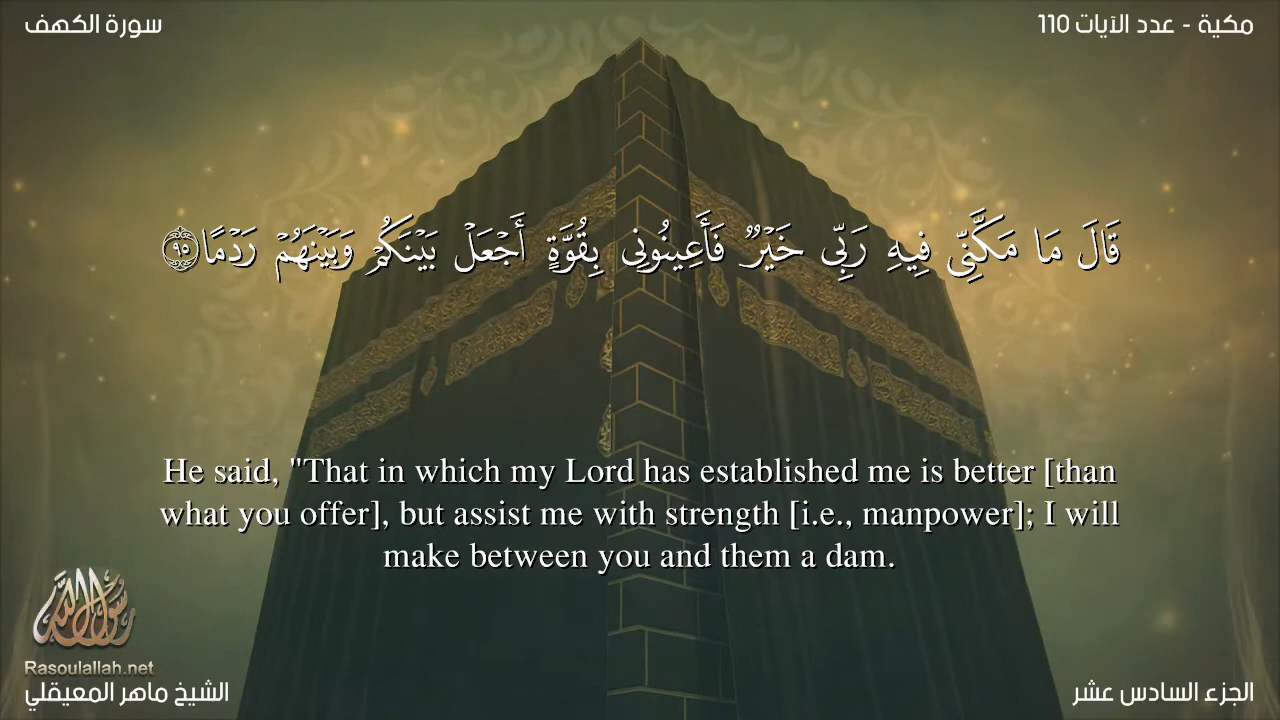 مكية - عدد الآيات 110
سورة الكهف
قَالَ مَا مَكَّنِّى فِيهِ رَبِّى خَيْرٌ فَأَعِينُونِى بِقُوَّةٍ أَجْعَلْ بَيْنَكُمْ وَبَيْنَهُمْ رَدْمًا ٩٥
He said, "That in which my Lord has established me is better [than
what you offer], but assist me with strength [i.e., manpower]; I will
make between you and them a dam.
رسول الله
Rasoulallah.net
الجزء السادس عشر
الشيخ ماهر المعيقلي